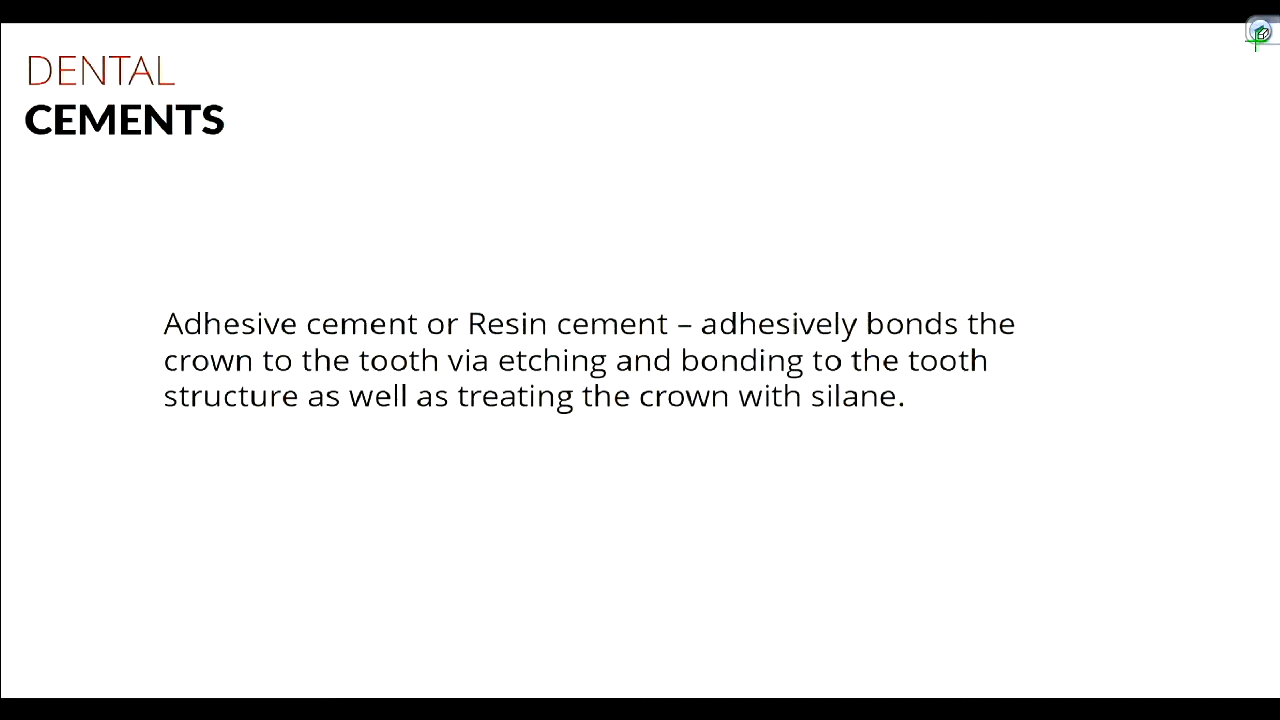 DENTAL
CEMENTS
Adhesive cement or Resin cement – adhesively bonds the
crown to the tooth via etching and bonding to the tooth
structure as well as treating the crown with silane.